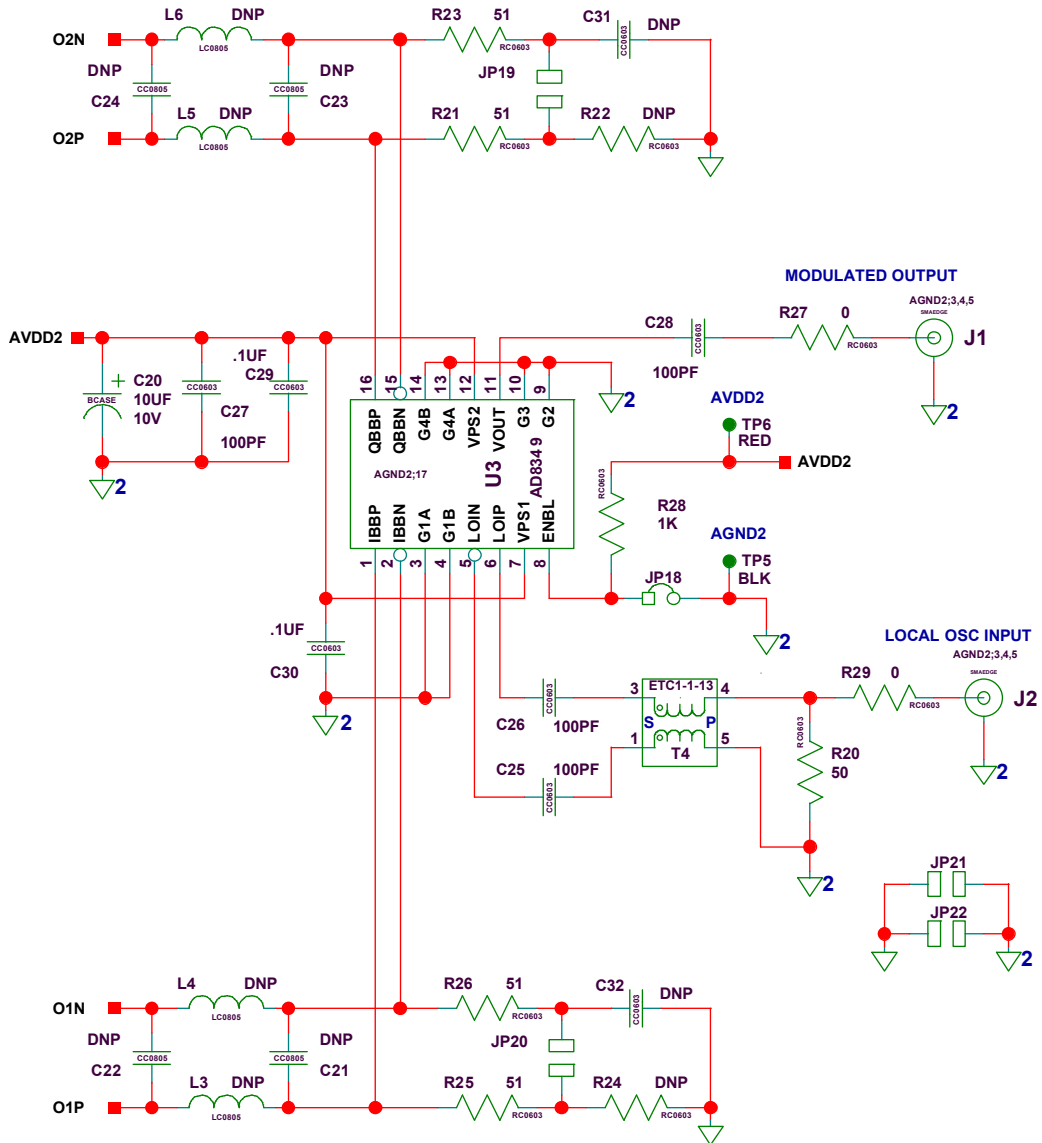 L6 DNP
LC0805
R23 51
RC0603
C31
CC0603
DNP
O2N
DNP
CC0805
C24
DNP
CC0805
C23
JP19
L5 DNP
LC0805
R21 51
RC0603
R22 DNP
RC0603
O2P
MODULATED OUTPUT
AGND2;3,4,5
SMAEDGE
J1
R27 0
RC0603
C28
CC0603
100PF
2
AVDD2
+
BCASE
C20
10UF
10V
CC0603
C27
100PF
.1UF
C29
CC0603
2
16 15 14 13 12 11 10 9
QBBP QBBN G4B G4A VPS2 VOUT G3 G2
AGND2;17
U3
AD8349
IBBP IBBN G1A G1B LOIN LOIP VPS1 ENBL
1 2 3 4 5 6 7 8
2
AVDD2
TP6
RED
AVDD2
RC0603
R28
1K
AGND2
TP5
BLK
JP18
2
.1UF
CC0603
C30
2
LOCAL OSC INPUT
AGND2;3,4,5
SMAEDGE
J2
R29 0
RC0603
2
C26
CC0603
100PF
3 ETC1-1-13 4
S P
1 T4 5
C25
CC0603
100PF
RC0603
R20
50
2
JP21
JP22
2
L4 DNP
LC0805
R26 51
RC0603
C32
CC0603
DNP
O1N
DNP
CC0805
C22
CC0805
C21
JP20
L3 DNP
LC0805
R25 51
RC0603
R24 DNP
RC0603
O1P
DNP